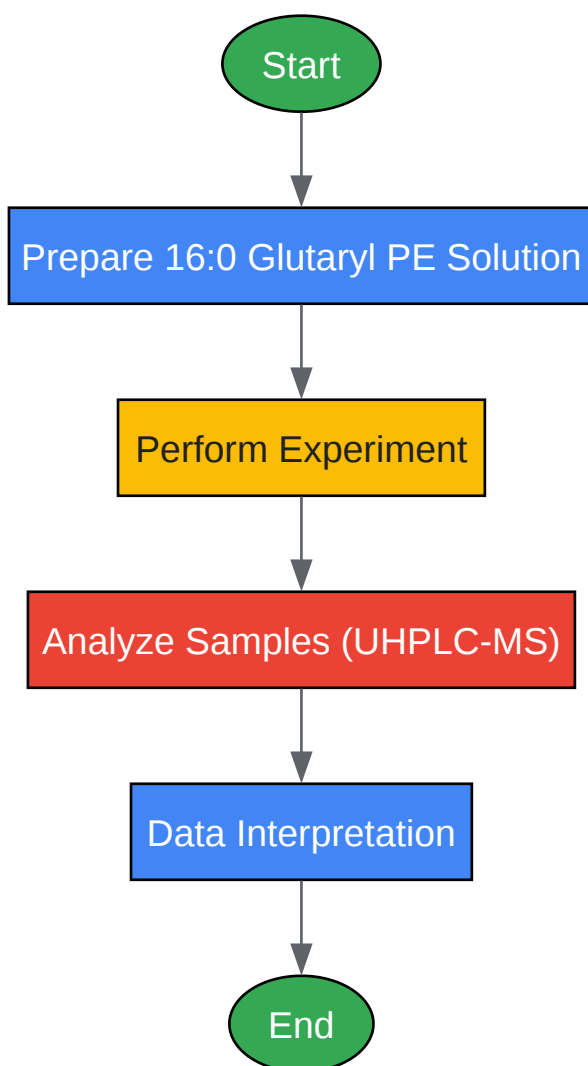 Start
Prepare 16:0 Glutaryl PE Solution
Perform Experiment
Analyze Samples (UHPLC-MS)
Data Interpretation
End